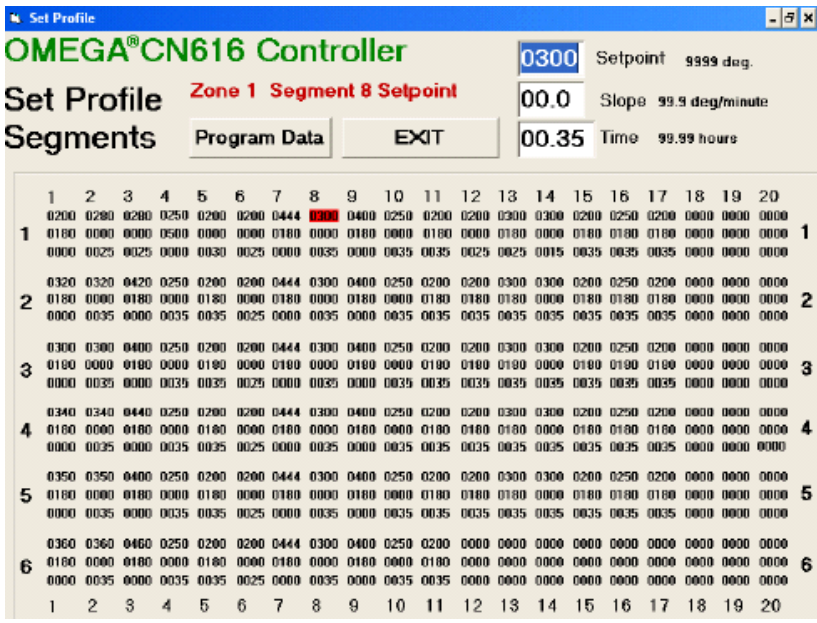 Set Profile
OMEGA®CN616 Controller
0300 Setpoint 9999 deg.
Set Profile Zone 1 Segment 8 Setpoint
00.0 Slope 99.9 deg/minute
Segments Program Data EXIT
00.35 Time 99.99 hours
1 2 3 4 5 6 7 8 9 10 11 12 13 14 15 16 17 18 19 20
0200 0280 0280 0250 0200 0200 0444 0300 0400 0250 0200 0200 0300 0300 0200 0250 0200 0000 0000 0000
1 0180 0000 0000 0500 0000 0000 0180 0000 0180 0000 0180 0000 0180 0000 0180 0180 0180 0000 0000 0000 1
0000 0025 0025 0000 0030 0025 0000 0035 0000 0035 0035 0025 0025 0015 0035 0035 0035 0000 0000 0000
0320 0320 0420 0250 0200 0200 0444 0300 0400 0250 0200 0200 0300 0300 0200 0250 0200 0000 0000 0000
2 0180 0000 0180 0000 0180 0000 0180 0000 0180 0000 0180 0180 0180 0000 0180 0180 0180 0000 0000 0000 2
0000 0035 0000 0035 0035 0025 0000 0035 0000 0035 0035 0035 0035 0035 0035 0035 0035 0000 0000 0000
0300 0300 0400 0250 0200 0200 0444 0300 0400 0250 0200 0200 0300 0300 0200 0250 0200 0000 0000 0000
3 0180 0000 0180 0000 0180 0000 0180 0000 0180 0000 0180 0180 0180 0000 0180 0180 0180 0000 0000 0000 3
0000 0035 0000 0035 0035 0025 0000 0035 0000 0035 0035 0035 0035 0035 0035 0035 0035 0000 0000 0000
0340 0340 0440 0250 0200 0200 0444 0300 0400 0250 0200 0200 0300 0300 0200 0250 0200 0000 0000 0000
4 0180 0000 0180 0000 0180 0000 0180 0000 0180 0000 0180 0180 0180 0000 0180 0180 0180 0000 0000 0000 4
0000 0035 0000 0035 0035 0025 0000 0035 0000 0035 0035 0035 0035 0035 0035 0035 0035 0000 0000 0000
0350 0350 0400 0250 0200 0200 0444 0300 0400 0250 0200 0200 0300 0300 0200 0250 0200 0000 0000 0000
5 0180 0000 0180 0000 0180 0000 0180 0000 0180 0000 0180 0180 0180 0000 0180 0180 0180 0000 0000 0000 5
0000 0035 0000 0035 0035 0025 0000 0035 0000 0035 0035 0035 0035 0035 0035 0035 0035 0000 0000 0000
0360 0360 0460 0250 0200 0200 0444 0300 0400 0250 0200 0000 0000 0000 0000 0000 0000 0000 0000 0000
6 0180 0000 0180 0000 0180 0000 0180 0000 0180 0000 0180 0000 0000 0000 0000 0000 0000 0000 0000 0000 6
0000 0035 0000 0035 0035 0025 0000 0035 0000 0035 0035 0000 0000 0000 0000 0000 0000 0000 0000 0000
1 2 3 4 5 6 7 8 9 10 11 12 13 14 15 16 17 18 19 20